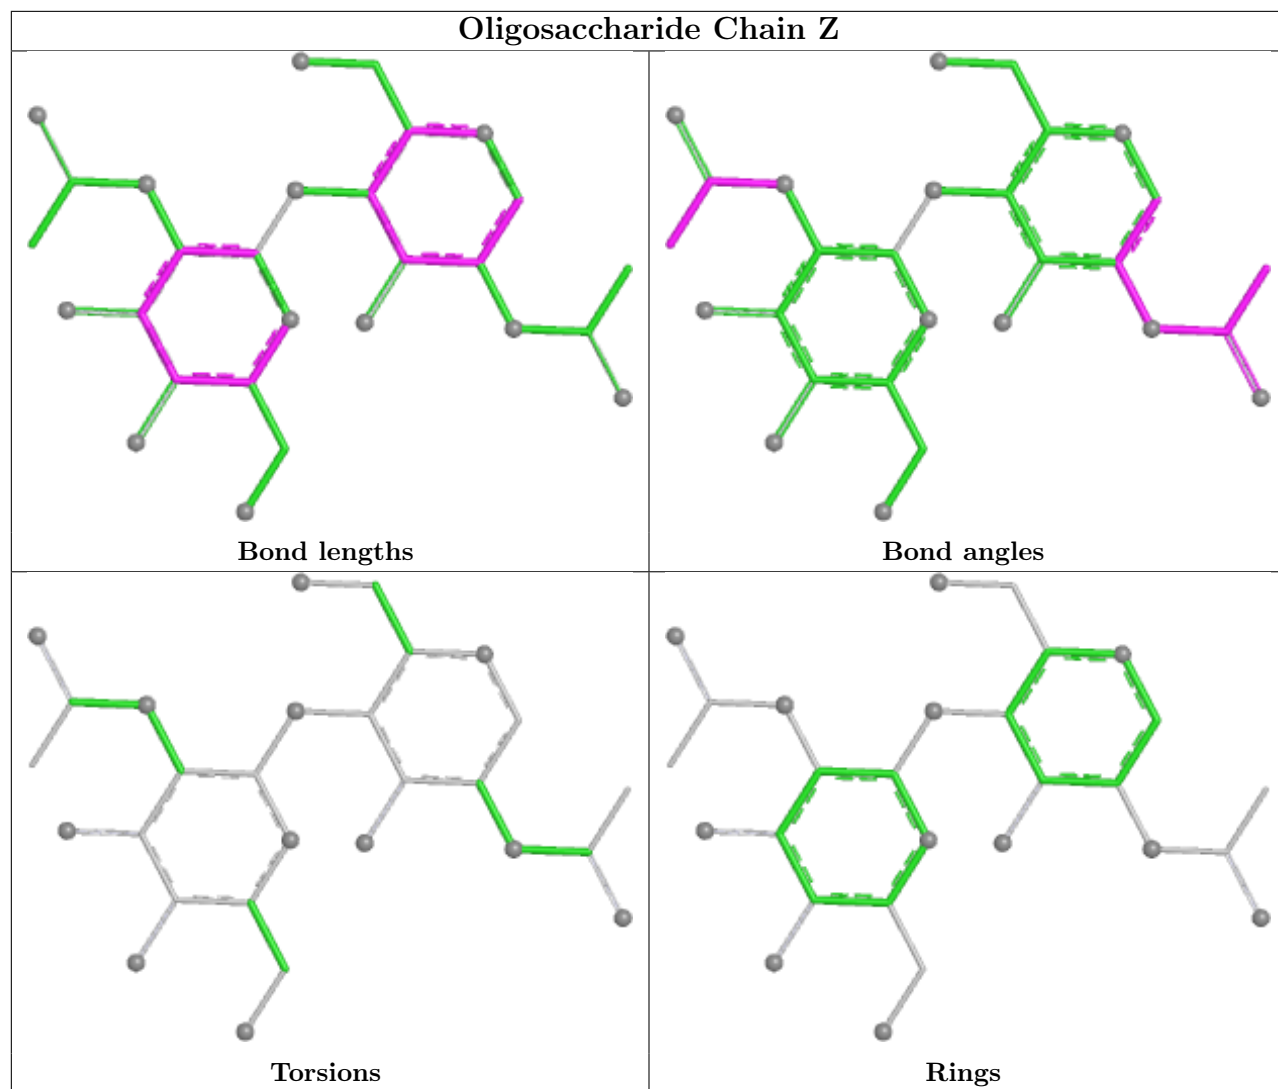 Oligosaccharide Chain Z
Bond lengths
Bond angles
Torsions
Rings